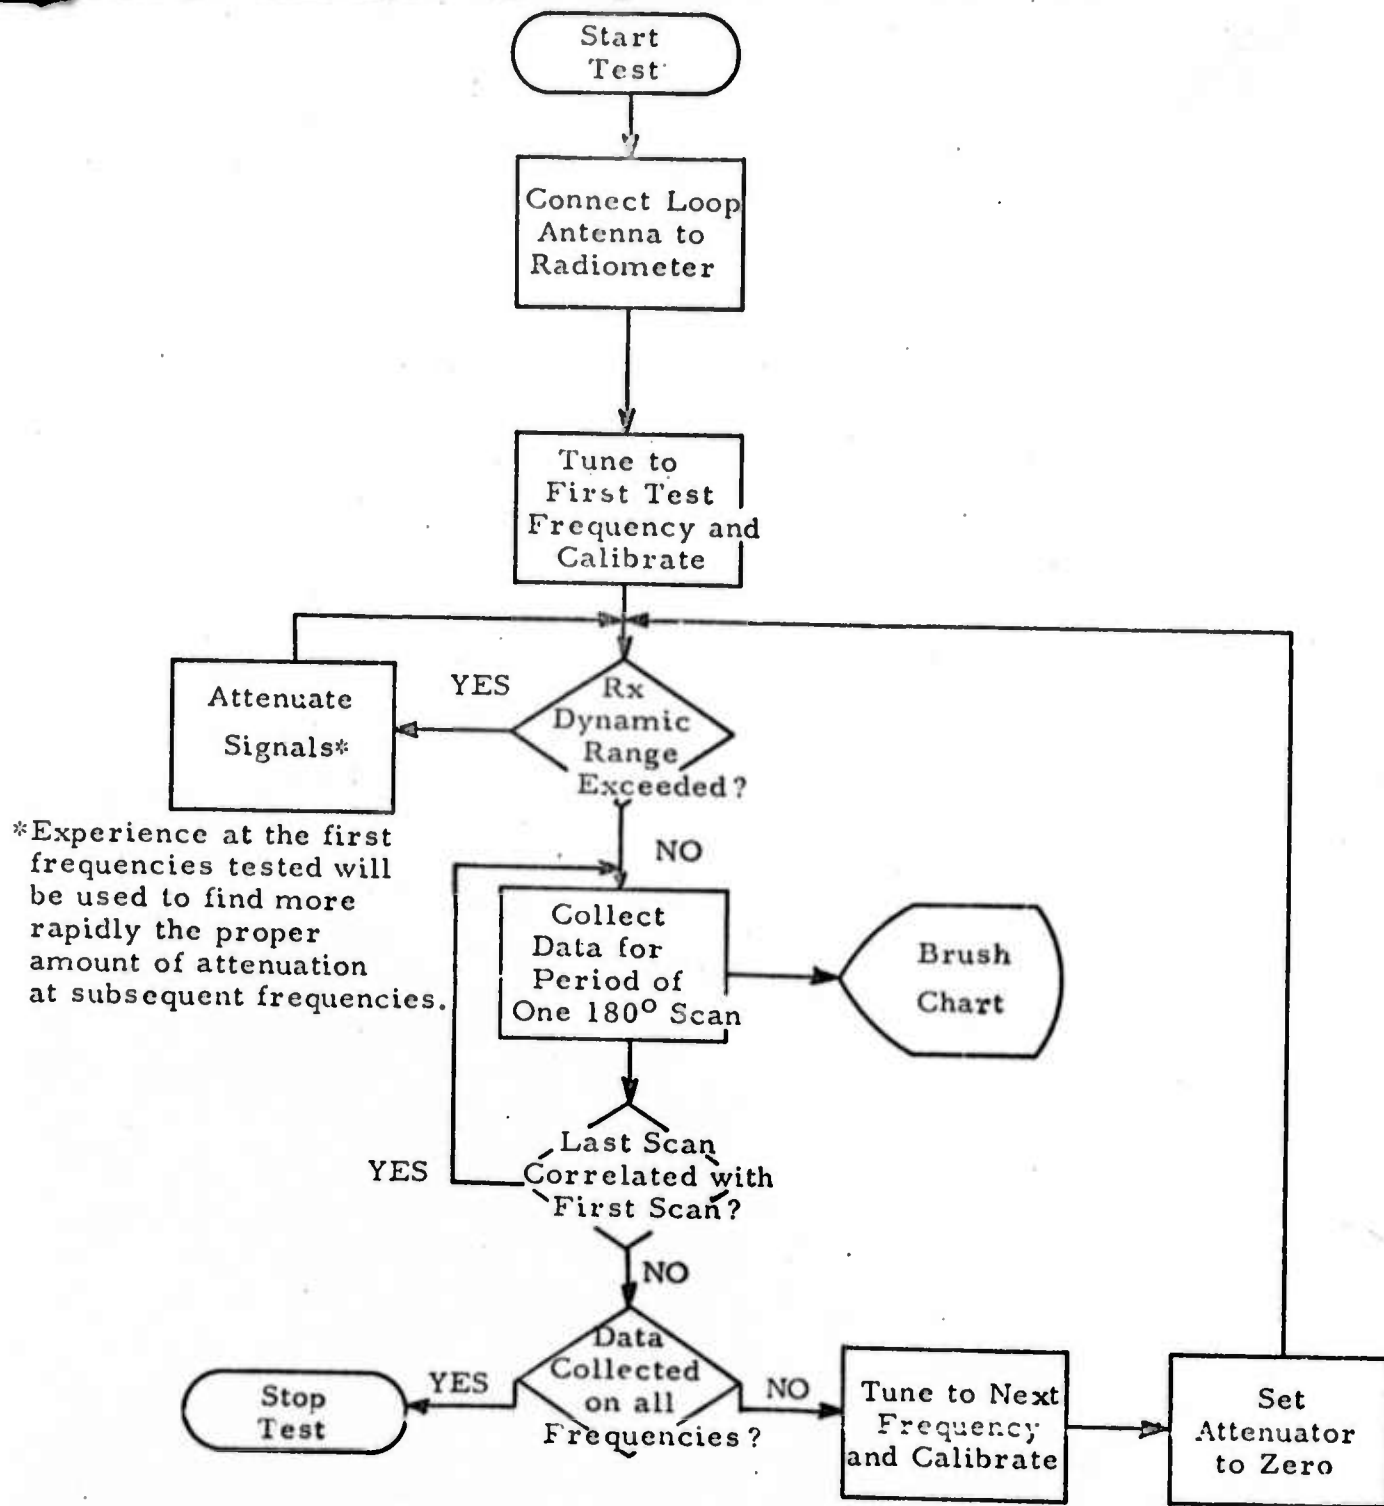 Start
Test
Connect Loop
Antenna to
Radiometer
Tune to
First Test
Frequency and
Calibrate
YES
Rx
Dynamic
Range
Exceeded?
Attenuate
Signals*
*Experience at the first
frequencies tested will
be used to find more
rapidly the proper
amount of attenuation
at subsequent frequencies.
NO
Collect
Data for
Period of
One 180° Scan
Brush
Chart
Last Scan
Correlated with
First Scan?
YES
NO
Data
Collected
on all
Frequencies?
YES
Stop
Test
NO
Tune to Next
Frequency
and Calibrate
Set
Attenuator
to Zero